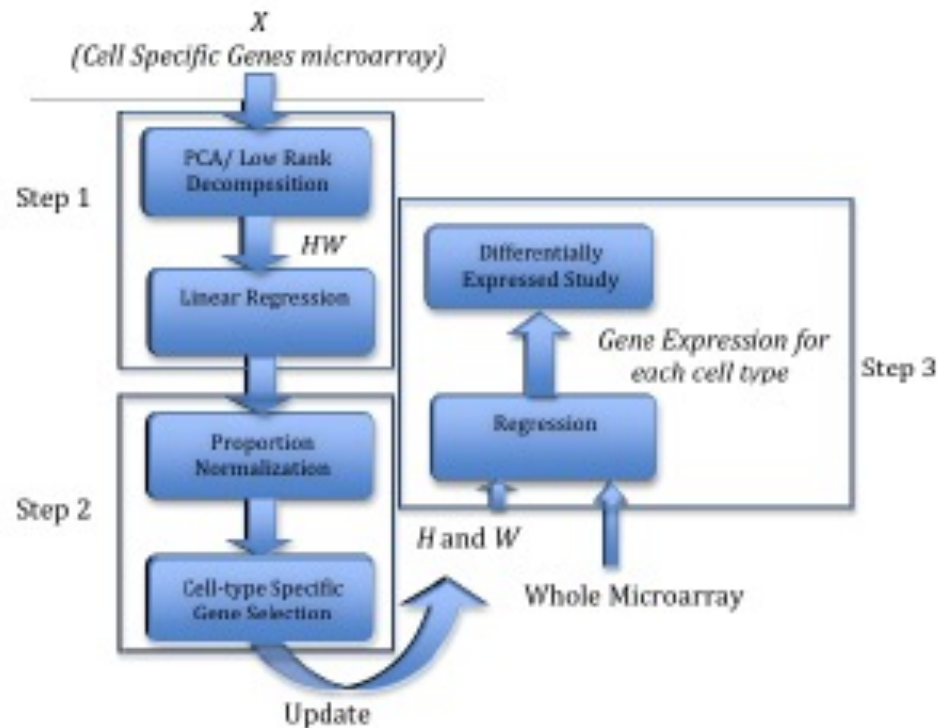 X
(Cell Specific Genes microarray)
Step 1
PCA/ Low Rank
Decomposition
HW
Linear Regression
Step 2
Proportion
Normalization
Cell-type Specific
Gene Selection
Update
Differentially
Expressed Study
Gene Expression for
each cell type
Step 3
Regression
H and W
Whole Microarray